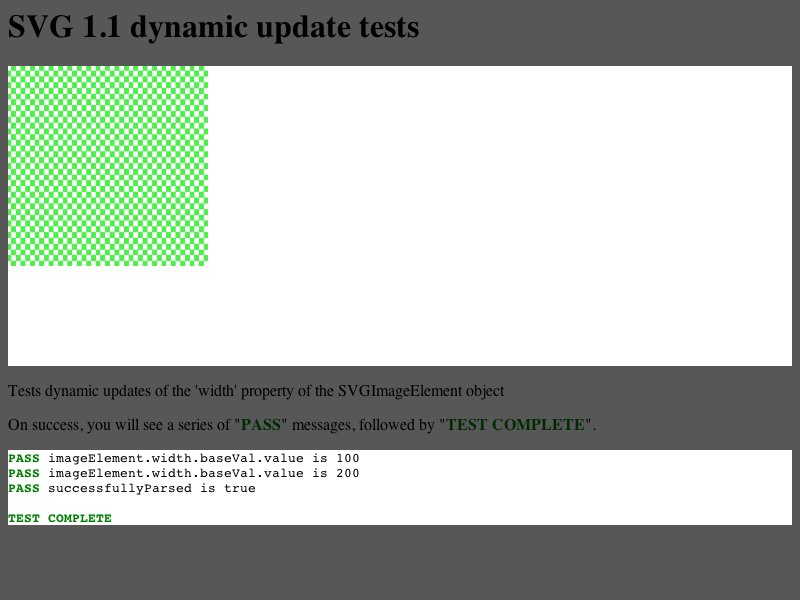 SVG 1.1 dynamic update tests
Tests dynamic updates of the 'width' property of the SVGImageElement object
On success, you will see a series of "PASS" messages, followed by "TEST COMPLETE".
PASS imageElement.width.baseVal.value is 100
PASS imageElement.width.baseVal.value is 200
PASS successfullyParsed is true
TEST COMPLETE